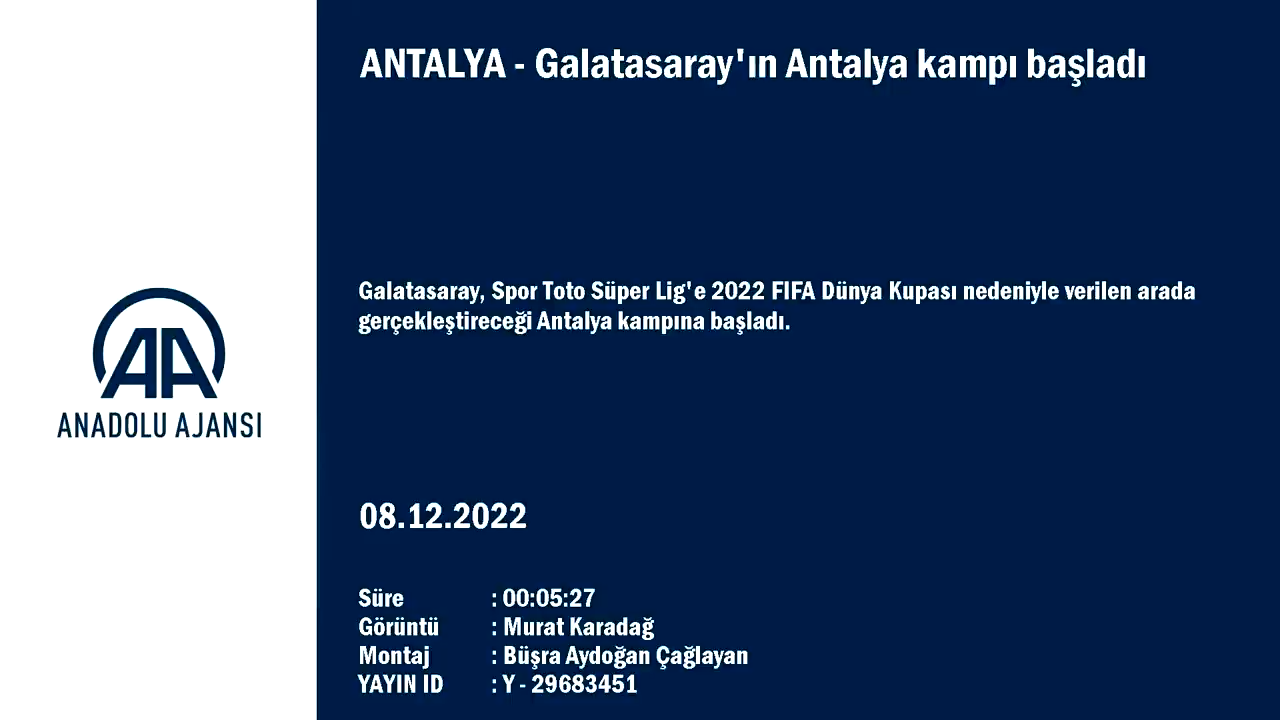 ANTALYA - Galatasaray'ın Antalya kampı başladı
Galatasaray, Spor Toto Süper Lig'e 2022 FIFA Dünya Kupası nedeniyle verilen arada
gerçekleştireceği Antalya kampına başladı.
AA
ANADOLU AJANSI
08.12.2022
Süre : 00:05:27
Görüntü : Murat Karadağ
Montaj : Büşra Aydoğan Çağlayan
YAYIN ID : Y - 29683451